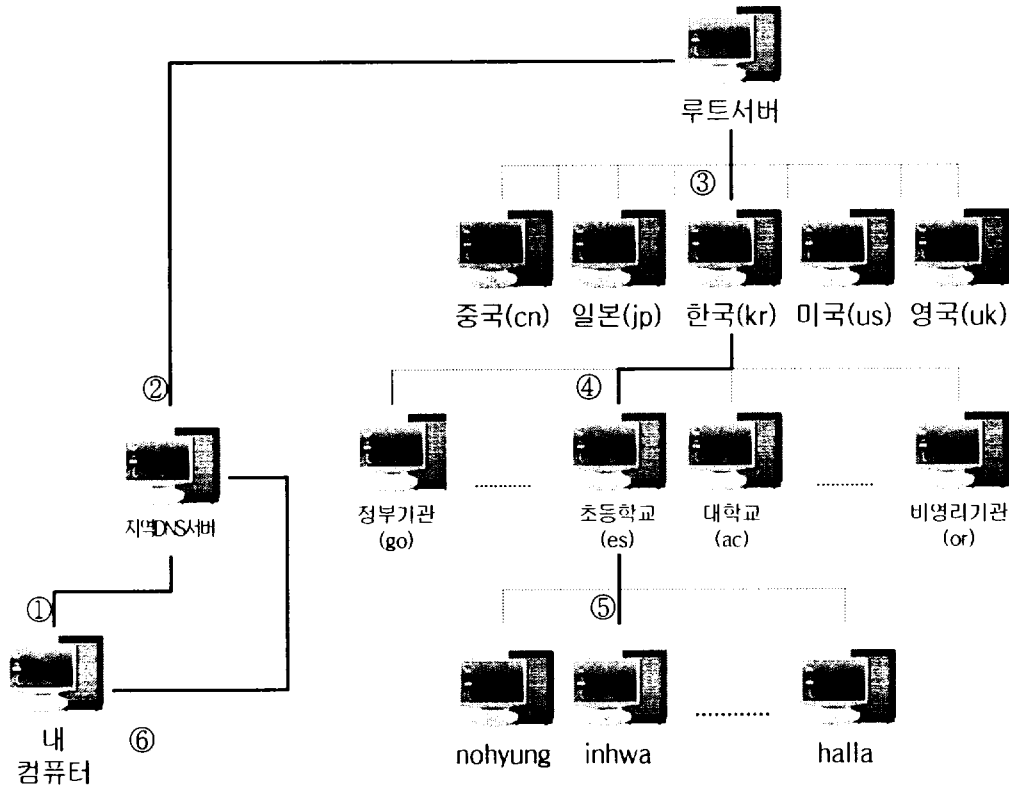 루트서버
③
중국(cn) 일본(jp) 한국(kr) 미국(us) 영국(uk)
②
④
지역DNS서버
정부기관
(go)
............
초등학교
(es)
대학교
(ac)
............
비영리기관
(or)
①
⑤
내
컴퓨터
⑥
nohyung inhwa ............ halla